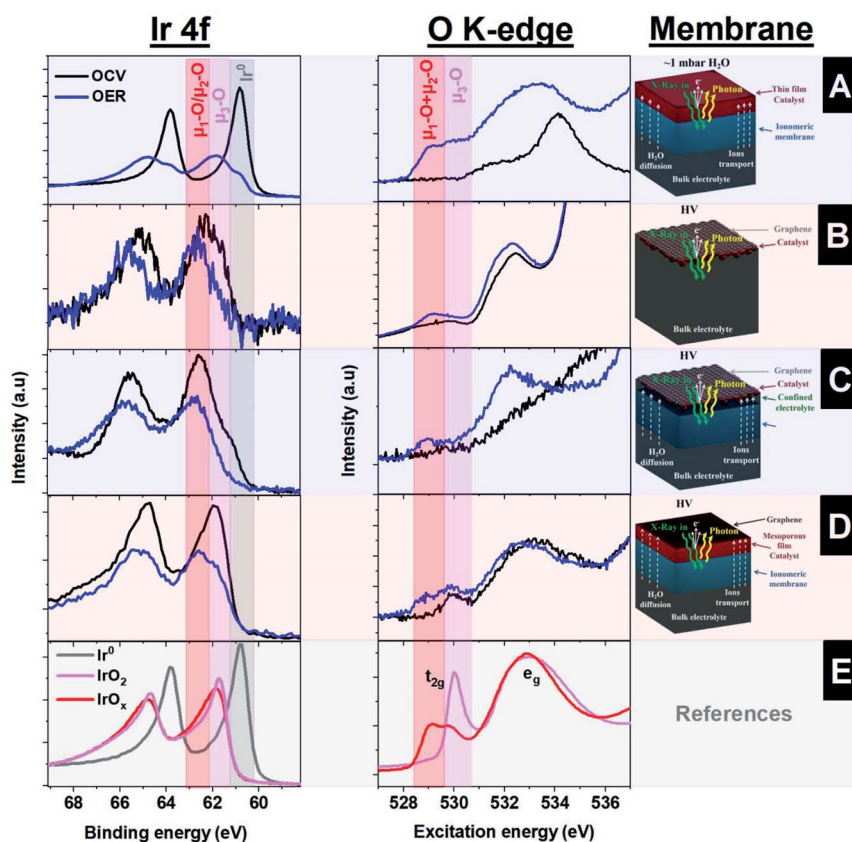 Ir 4f
O K-edge
Membrane
OCV
OER
μ1-O/μ2-O
μ3-O
Ir⁰
μ1-O+μ2-O
μ3-O
~1 mbar H₂O
X-Ray in
e⁻
Photon
Thin film
Catalyst
Ionomeric
membrane
H₂O
diffusion
Ions
transport
Bulk electrolyte
A
HV
X-Ray in
e⁻
Photon
Graphene
Catalyst
Bulk electrolyte
B
HV
X-Ray in
e⁻
Photon
Graphene
Catalyst
Confined
electrolyte
H₂O
diffusion
Ions
transport
Bulk electrolyte
C
HV
X-Ray in
e⁻
Photon
Graphene
Mesoporous
film
Catalyst
Ionomeric
membrane
H₂O
diffusion
Ions
transport
Bulk electrolyte
D
Ir⁰
IrO₂
IrOₓ
t₂g
e_g
References
E
Intensity (a.u)
Intensity (a.u)
68 66 64 62 60
Binding energy (eV)
528 530 532 534 536
Excitation energy (eV)